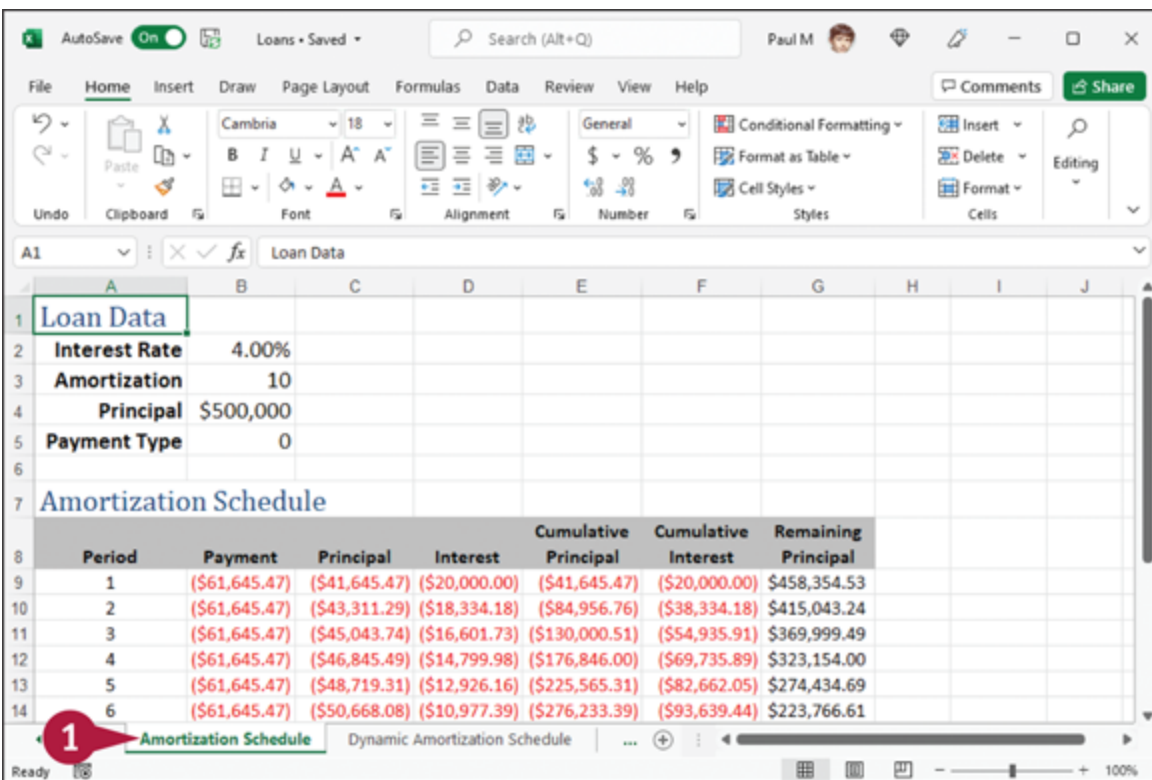 AutoSave On Loans • Saved Search (Alt+Q) Paul M
File Home Insert Draw Page Layout Formulas Data Review View Help Comments Share
Cambria 18 General Conditional Formatting Insert
Paste B I U A A $ % 9 Format as Table Delete Editing
A Cell Styles Format
Undo Clipboard Font Alignment Number Styles Cells
A1 fx Loan Data
A B C D E F G H I J
1 Loan Data
2 Interest Rate 4.00%
3 Amortization 10
4 Principal $500,000
5 Payment Type 0
6
7 Amortization Schedule
Cumulative Cumulative Remaining
8 Period Payment Principal Interest Principal Interest Principal
9 1 ($61,645.47) ($41,645.47) ($20,000.00) ($41,645.47) ($20,000.00) $458,354.53
10 2 ($61,645.47) ($43,311.29) ($18,334.18) ($84,956.76) ($38,334.18) $415,043.24
11 3 ($61,645.47) ($45,043.74) ($16,601.73) ($130,000.51) ($54,935.91) $369,999.49
12 4 ($61,645.47) ($46,845.49) ($14,799.98) ($176,846.00) ($69,735.89) $323,154.00
13 5 ($61,645.47) ($48,719.31) ($12,926.16) ($225,565.31) ($82,662.05) $274,434.69
14 6 ($61,645.47) ($50,668.08) ($10,977.39) ($276,233.39) ($93,639.44) $223,766.61
1 Amortization Schedule Dynamic Amortization Schedule ...
Ready 100%